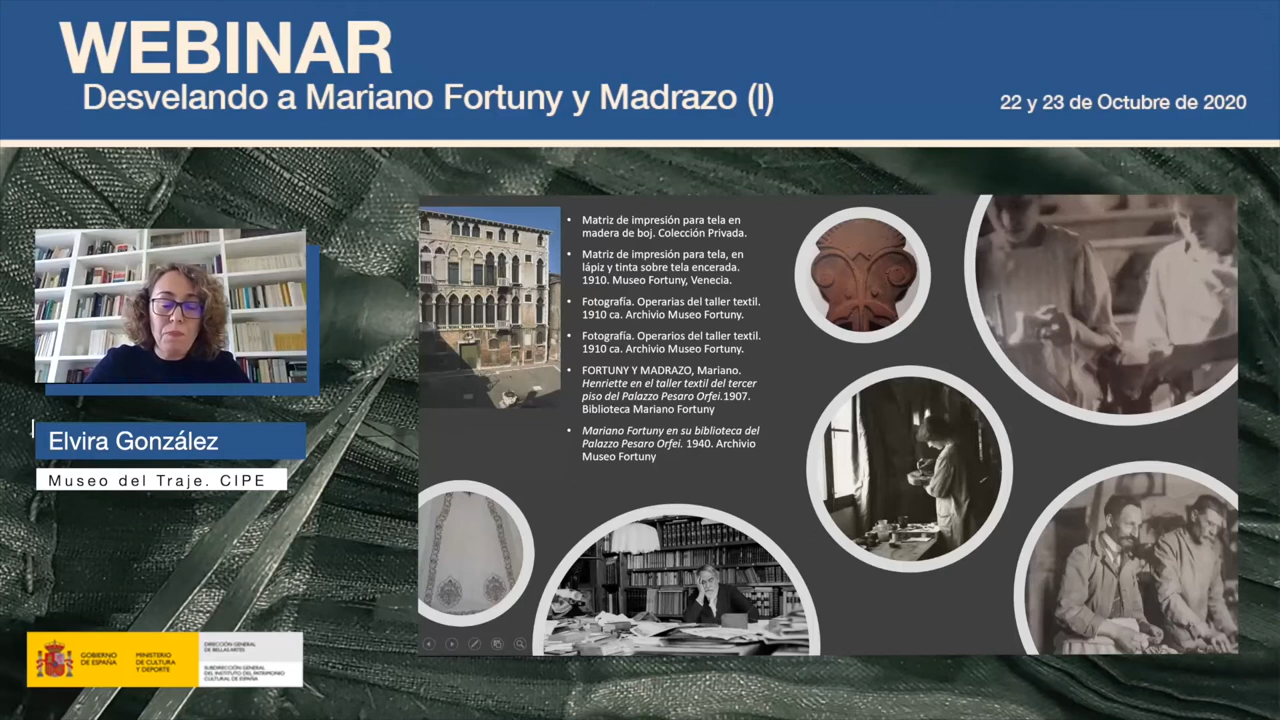 WEBINAR
Desvelando a Mariano Fortuny y Madrazo (I)
22 y 23 de Octubre de 2020
• Matriz de impresión para tela en
madera de boj. Colección Privada.
• Matriz de impresión para tela, en
lápiz y tinta sobre tela encerada.
1910. Museo Fortuny, Venecia.
• Fotografía. Operarias del taller textil.
1910 ca. Archivio Museo Fortuny.
• Fotografía. Operarios del taller textil.
1910 ca. Archivio Museo Fortuny.
• FORTUNY Y MADRAZO, Mariano.
Henriette en el taller textil del tercer
piso del Palazzo Pesaro Orfei.1907.
Biblioteca Mariano Fortuny
• Mariano Fortuny en su biblioteca del
Palazzo Pesaro Orfei. 1940. Archivio
Museo Fortuny
Elvira González
Museo del Traje. CIPE
GOBIERNO
DE ESPAÑA
MINISTERIO
DE CULTURA
Y DEPORTE
DIRECCIÓN GENERAL
DE BELLAS ARTES
SUBDIRECCIÓN GENERAL
DEL INSTITUTO DEL PATRIMONIO
CULTURAL DE ESPAÑA